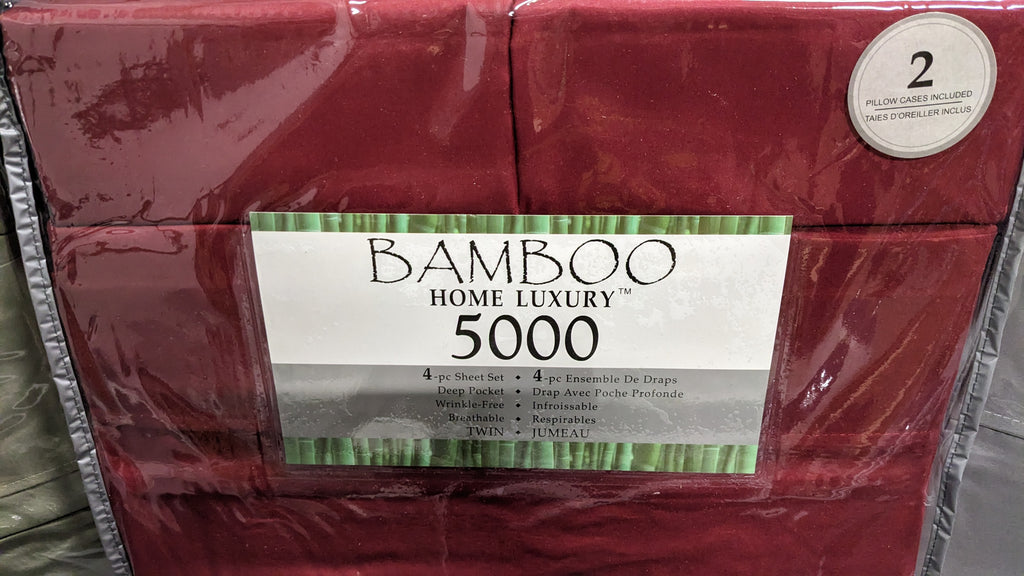 2
PILLOW CASES INCLUDED
TAIES D'OREILLER INCLUS
BAMBOO
HOME LUXURY™
5000
4-pc Sheet Set ◆ 4-pc Ensemble De Draps
Deep Pocket ◆ Drap Avec Poche Profonde
Wrinkle-Free ◆ Infroissable
Breathable ◆ Respirables
TWIN ◆ JUMEAU